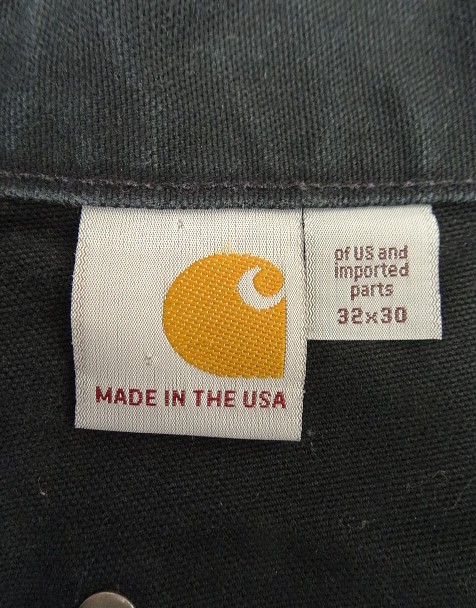 MADE IN THE USA
of US and
imported
parts
32x30